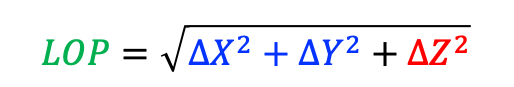 LOP = √ΔX² + ΔY² + ΔZ²